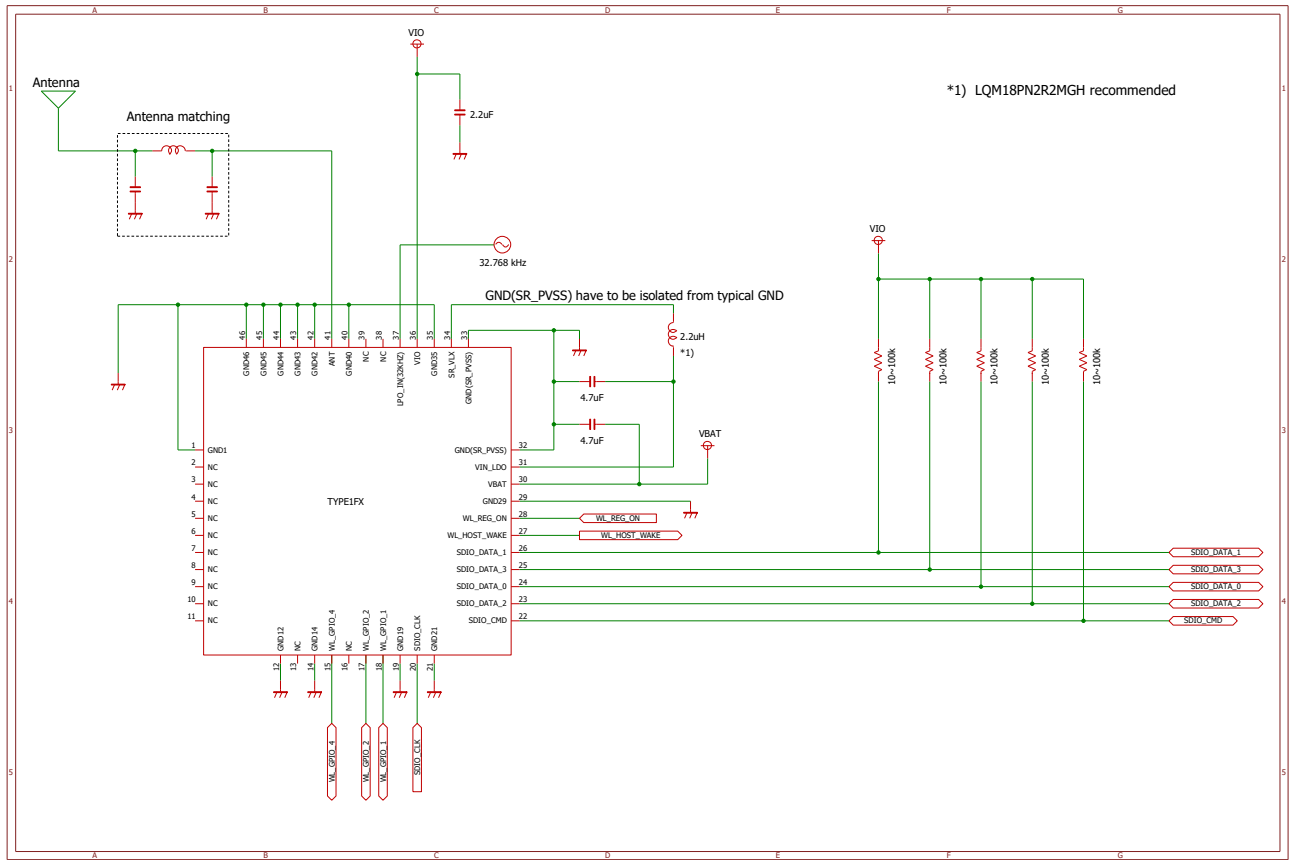 A B C D E F G
VIO
Antenna
1 1
*1) LQM18PN2R2MGH recommended
Antenna matching
2.2uF
VIO
2 2
32.768 kHz
GND(SR_PVSS) have to be isolated from typical GND
46 45 44 43 42 41 40 39 38 37 36 35 34 33
GND46 GND45 GND44 GND43 GND42 ANT GND40 NC NC LPO_IN(32KHZ) VIO GND35 SR_VLX GND(SR_PVSS)
2.2uH
*1)
10~100k 10~100k 10~100k 10~100k 10~100k
4.7uF
4.7uF
VBAT
3 3
1 GND1
GND(SR_PVSS) 32
2 NC
VIN_LDO 31
3 NC
VBAT 30
4 NC
TYPE1FX
GND29 29
5 NC
WL_REG_ON 28 WL_REG_ON
6 NC
WL_HOST_WAKE 27 WL_HOST_WAKE
7 NC
SDIO_DATA_1 26 SDIO_DATA_1
8 NC
SDIO_DATA_3 25 SDIO_DATA_3
9 NC
SDIO_DATA_0 24 SDIO_DATA_0
4 4
10 NC
SDIO_DATA_2 23 SDIO_DATA_2
11 NC
SDIO_CMD 22 SDIO_CMD
GND12 NC GND14 WL_GPIO_4 NC WL_GPIO_2 WL_GPIO_1 GND19 SDIO_CLK GND21
12 13 14 15 16 17 18 19 20 21
WL_GPIO_4 WL_GPIO_2 WL_GPIO_1 SDIO_CLK
5 5
A B C D E F G